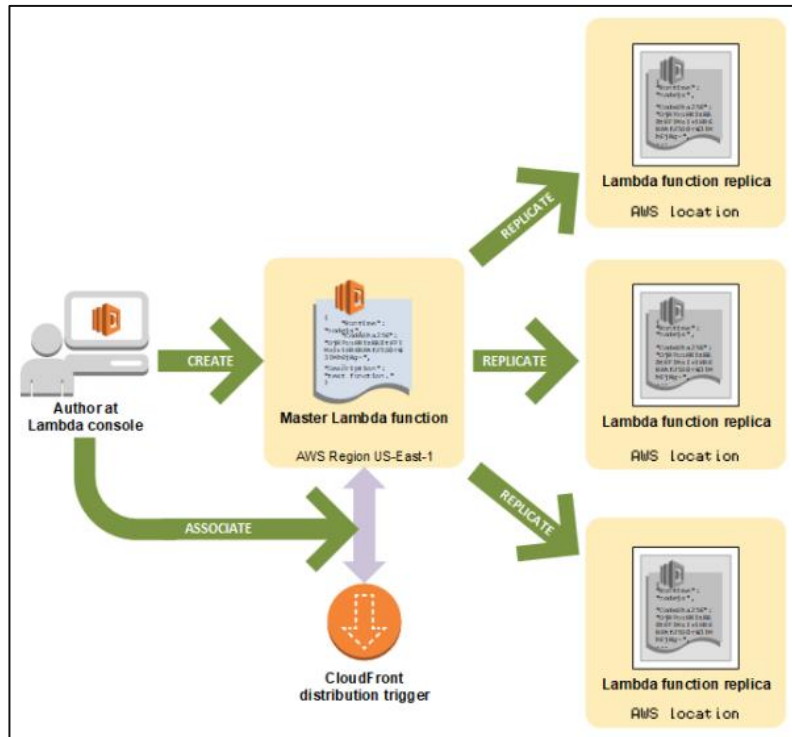 Author at
Lambda console
CREATE
Master Lambda function
AWS Region US-East-1
ASSOCIATE
CloudFront
distribution trigger
REPLICATE
Lambda function replica
AWS location
REPLICATE
Lambda function replica
AWS location
REPLICATE
Lambda function replica
AWS location